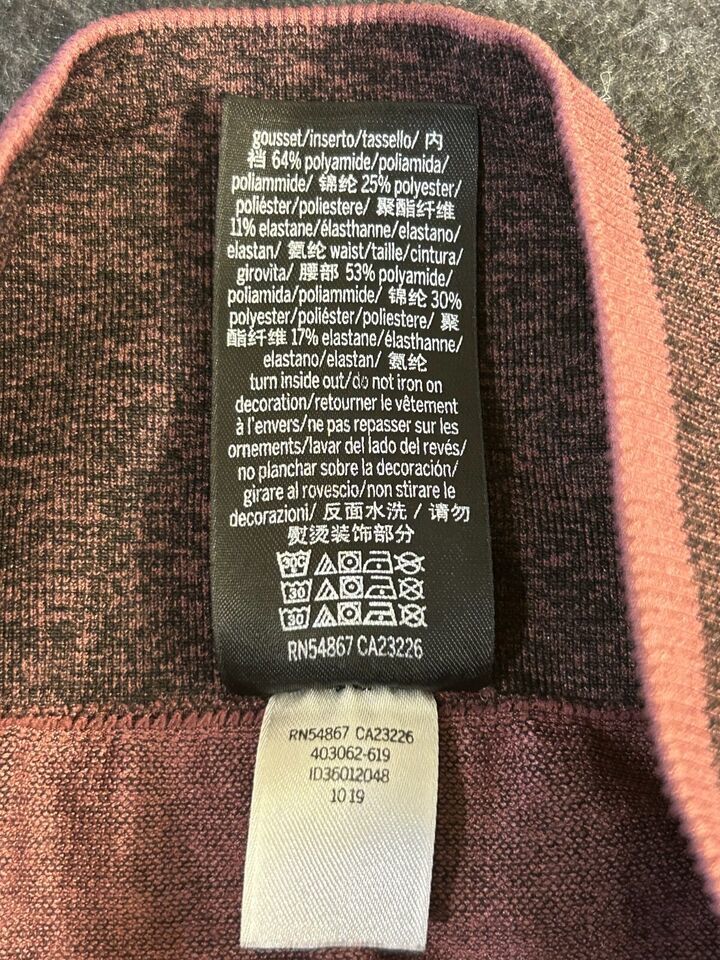 gousset/inserto/tassello/ 内
裆 64% polyamide/poliamida/
poliammide/ 锦纶 25% polyester/
poliéster/poliestere/ 聚酯纤维
11% elastane/élasthanne/elastano/
elastan/ 氨纶 waist/taille/cintura/
girovita/ 腰部 53% polyamide/
poliamida/poliammide/ 锦纶 30%
polyester/poliéster/poliestere/ 聚
酯纤维 17% elastane/élasthanne/
elastano/elastan/ 氨纶
turn inside out/do not iron on
decoration/retourner le vêtement
à l'envers/ne pas repasser sur les
ornements/lavar del lado del revés/
no planchar sobre la decoración/
girare al rovescio/non stirare le
decorazioni/ 反面水洗 / 请勿
熨烫装饰部分
30C
30
30
RN54867 CA23226
RN54867 CA23226
403062-619
ID36012048
10 19